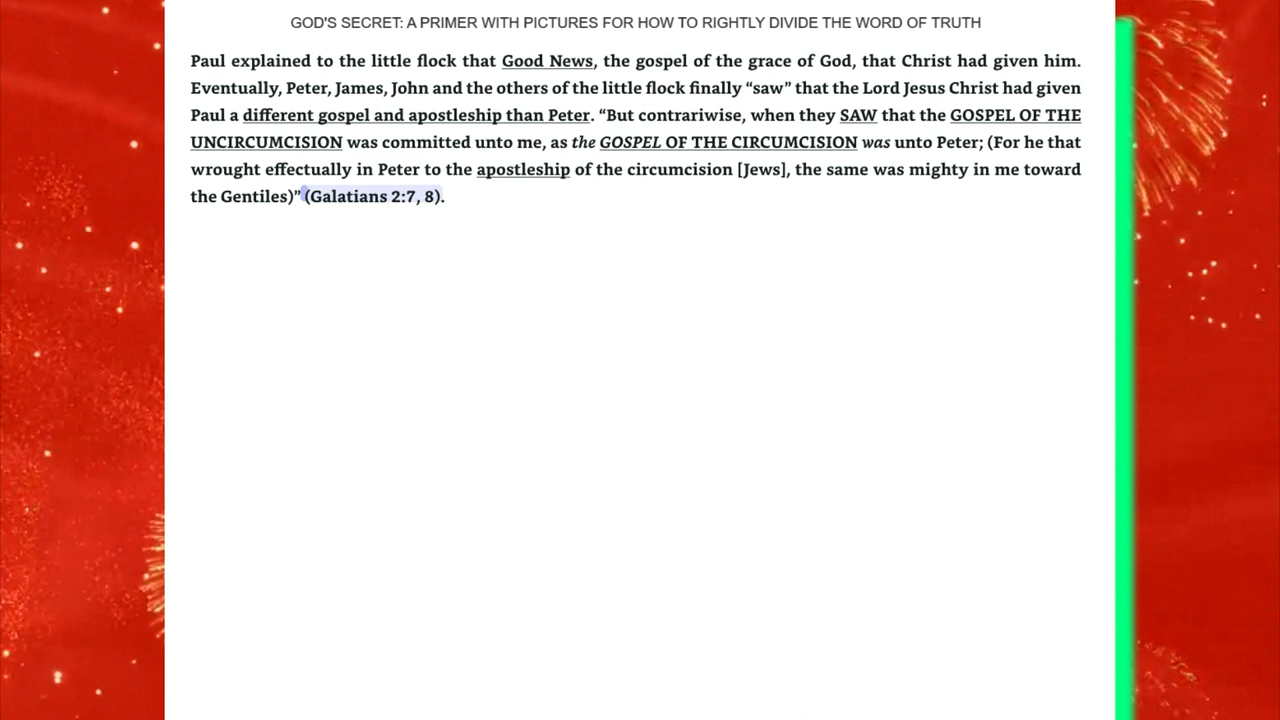 GOD'S SECRET: A PRIMER WITH PICTURES FOR HOW TO RIGHTLY DIVIDE THE WORD OF TRUTH
Paul explained to the little flock that Good News, the gospel of the grace of God, that Christ had given him.
Eventually, Peter, James, John and the others of the little flock finally “saw” that the Lord Jesus Christ had given
Paul a different gospel and apostleship than Peter. “But contrariwise, when they SAW that the GOSPEL OF THE
UNCIRCUMCISION was committed unto me, as the GOSPEL OF THE CIRCUMCISION was unto Peter; (For he that
wrought effectually in Peter to the apostleship of the circumcision [Jews], the same was mighty in me toward
the Gentiles)” (Galatians 2:7, 8).